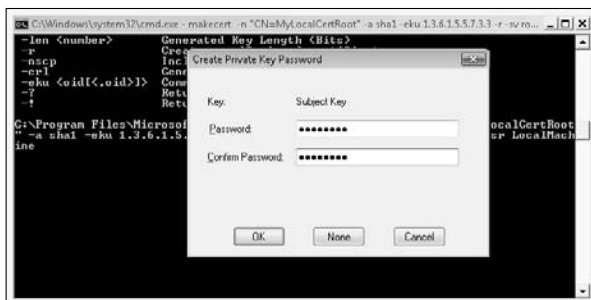 C:\Windows\system32\cmd.exe - makecert -n "CN=MyLocalCertRoot" -a sha1 -eku 1.3.6.1.5.5.7.3.3 -r -sv ro...
-len <number> Generated Key Length <Bits>
-r Crea
-nscp Incl
-crl Gene
-eku <oid[<,oid>]> Comm
-? Retu
-! Retu
Create Private Key Password
Key: Subject Key
Password: ●●●●●●●●
Confirm Password: ●●●●●●●●
OK None Cancel
C:\Program Files\Microsof ocalCertRoot
" -a sha1 -eku 1.3.6.1.5. sr LocalMach
ine